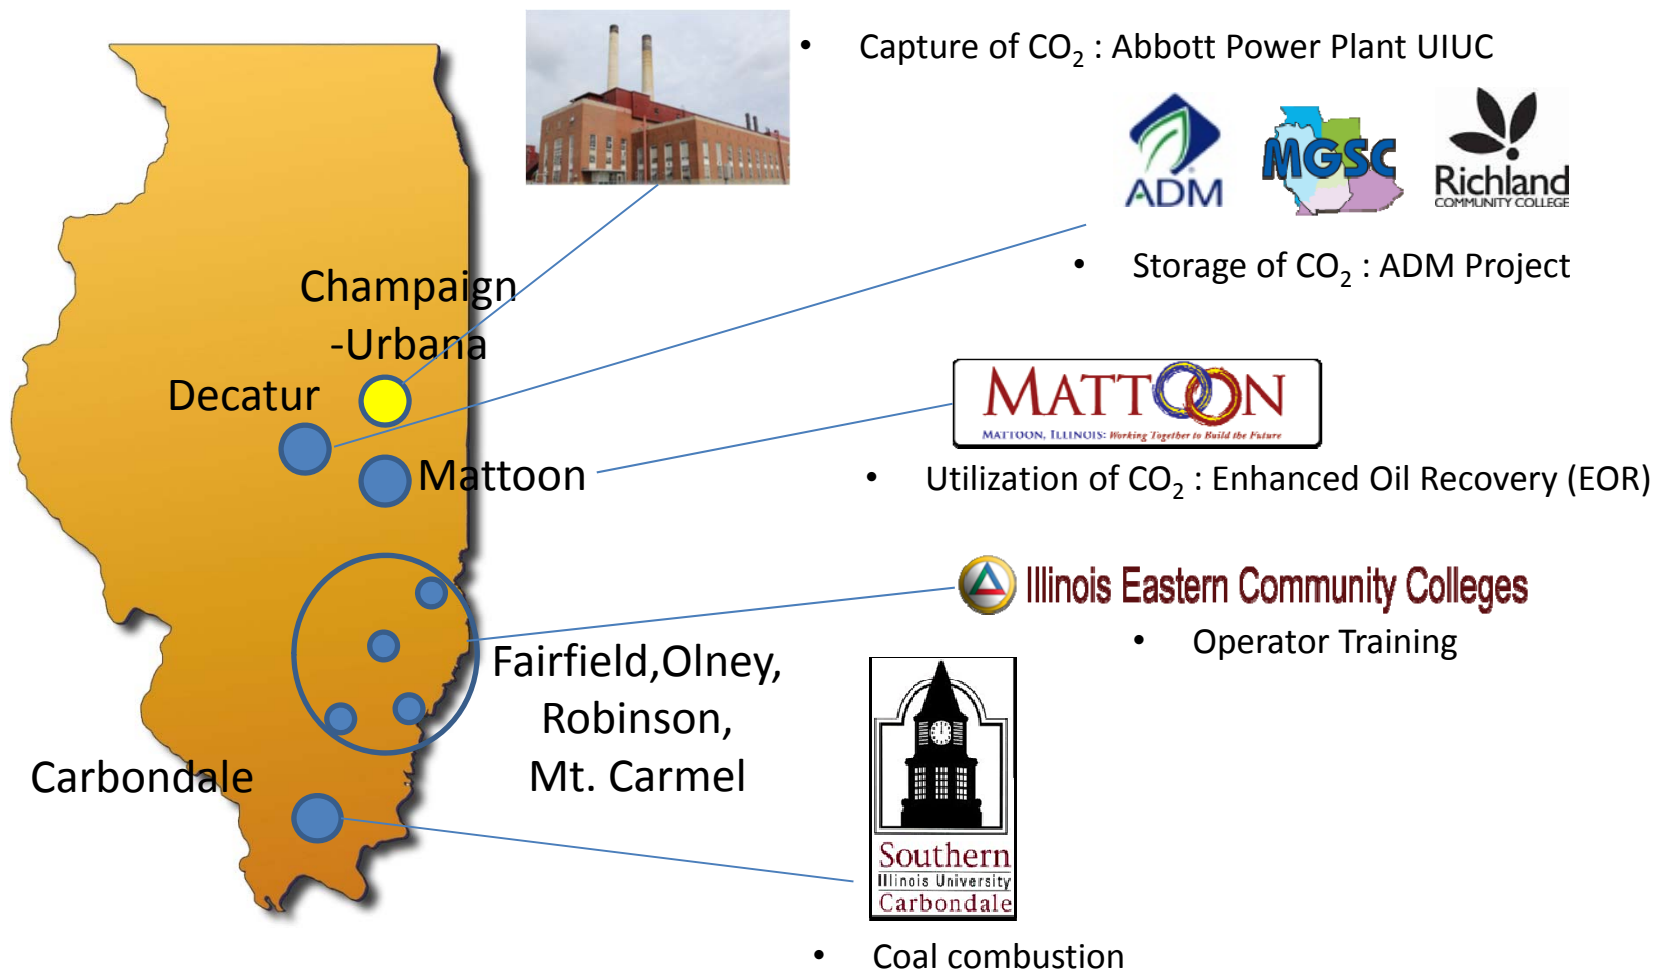 • Capture of CO2 : Abbott Power Plant UIUC
ADM
MGSC
Richland
COMMUNITY COLLEGE
• Storage of CO2 : ADM Project
Champaign
-Urbana
Decatur
MATTOON
MATTOON, ILLINOIS: Working Together to Build the Future
Mattoon
• Utilization of CO2 : Enhanced Oil Recovery (EOR)
Illinois Eastern Community Colleges
• Operator Training
Fairfield,Olney,
Robinson,
Mt. Carmel
Carbondale
Southern
Illinois University
Carbondale
• Coal combustion